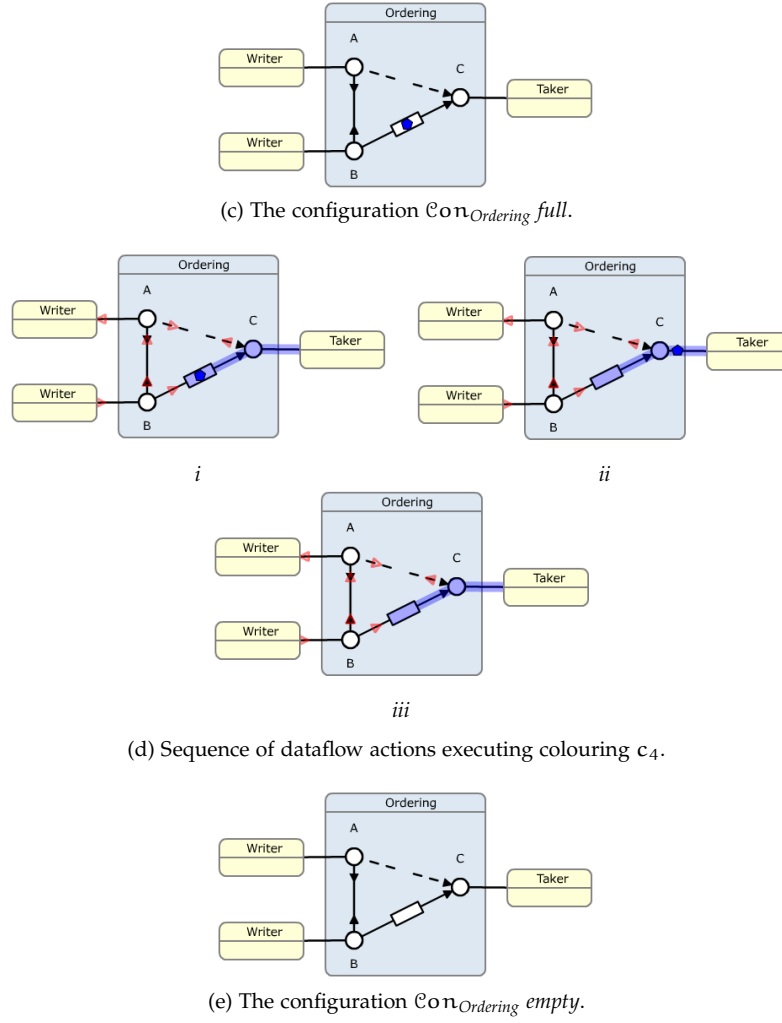 Ordering
A
Writer
C
Taker
Writer
B
(c) The configuration 𝒞on_Ordering full.
Ordering
A
Writer
C
Taker
Writer
B
i
Ordering
A
Writer
C
Taker
Writer
B
ii
Ordering
A
Writer
C
Taker
Writer
B
iii
(d) Sequence of dataflow actions executing colouring c₄.
Ordering
A
Writer
C
Taker
Writer
B
(e) The configuration 𝒞on_Ordering empty.